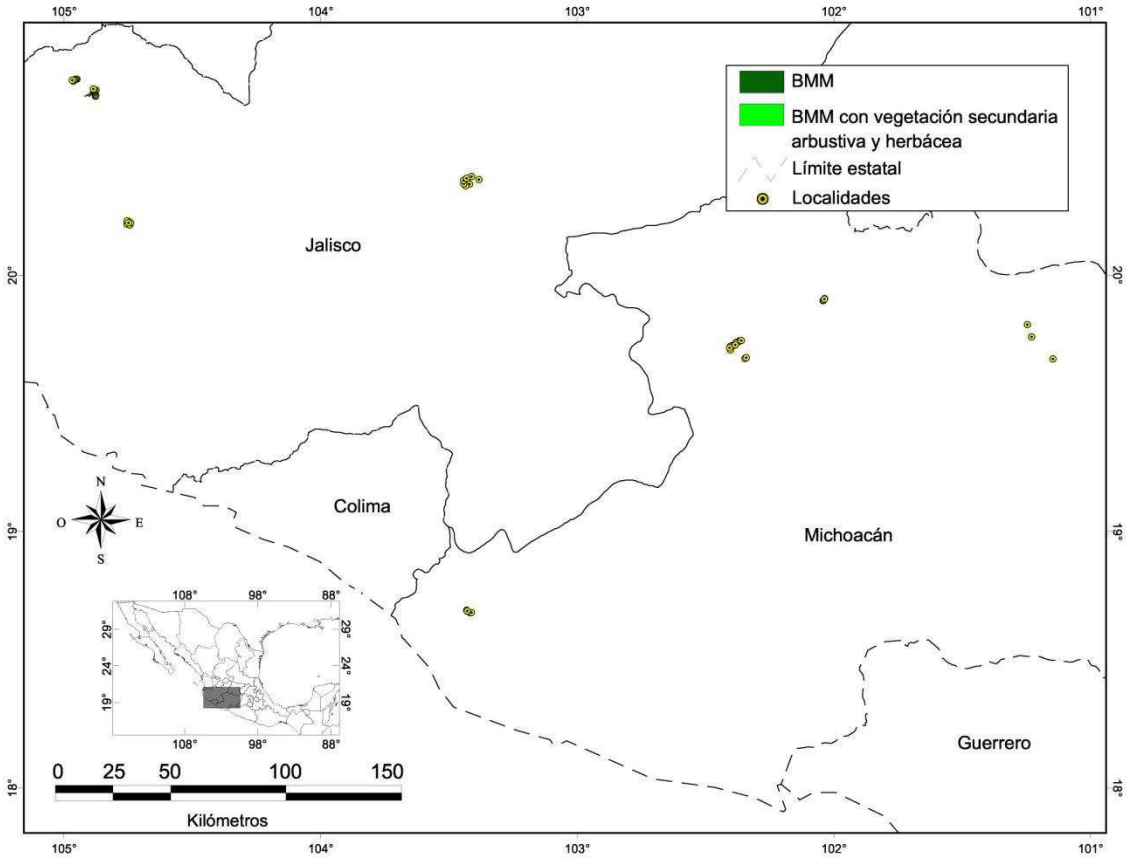 105° 104° 103° 102° 101°
BMM
BMM con vegetación secundaria
arbustiva y herbácea
Límite estatal
Localidades
Jalisco
20° 20°
Colima
Michoacán
N
O E
S
19° 19°
108° 98° 88°
29° 29°
24° 24°
19° 19°
108° 98° 88°
Guerrero
0 25 50 100 150
Kilómetros
18° 18°
105° 104° 103° 102° 101°